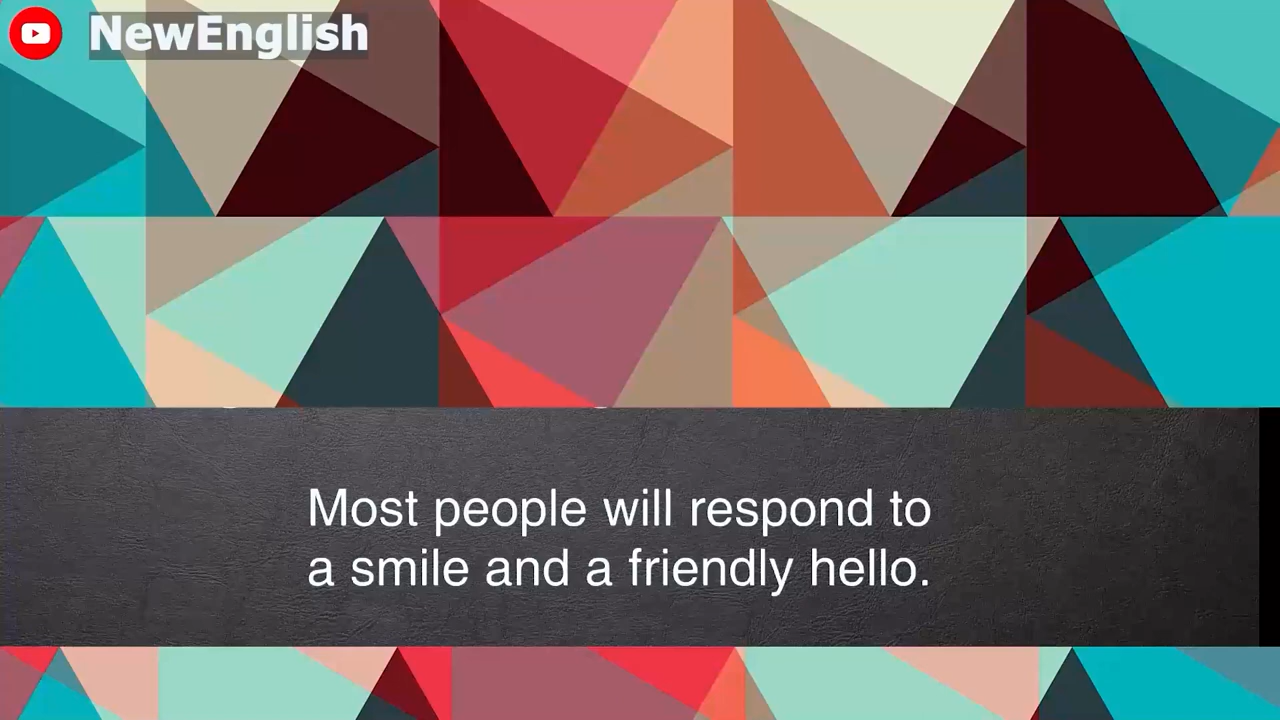 NewEnglish
Most people will respond to
a smile and a friendly hello.